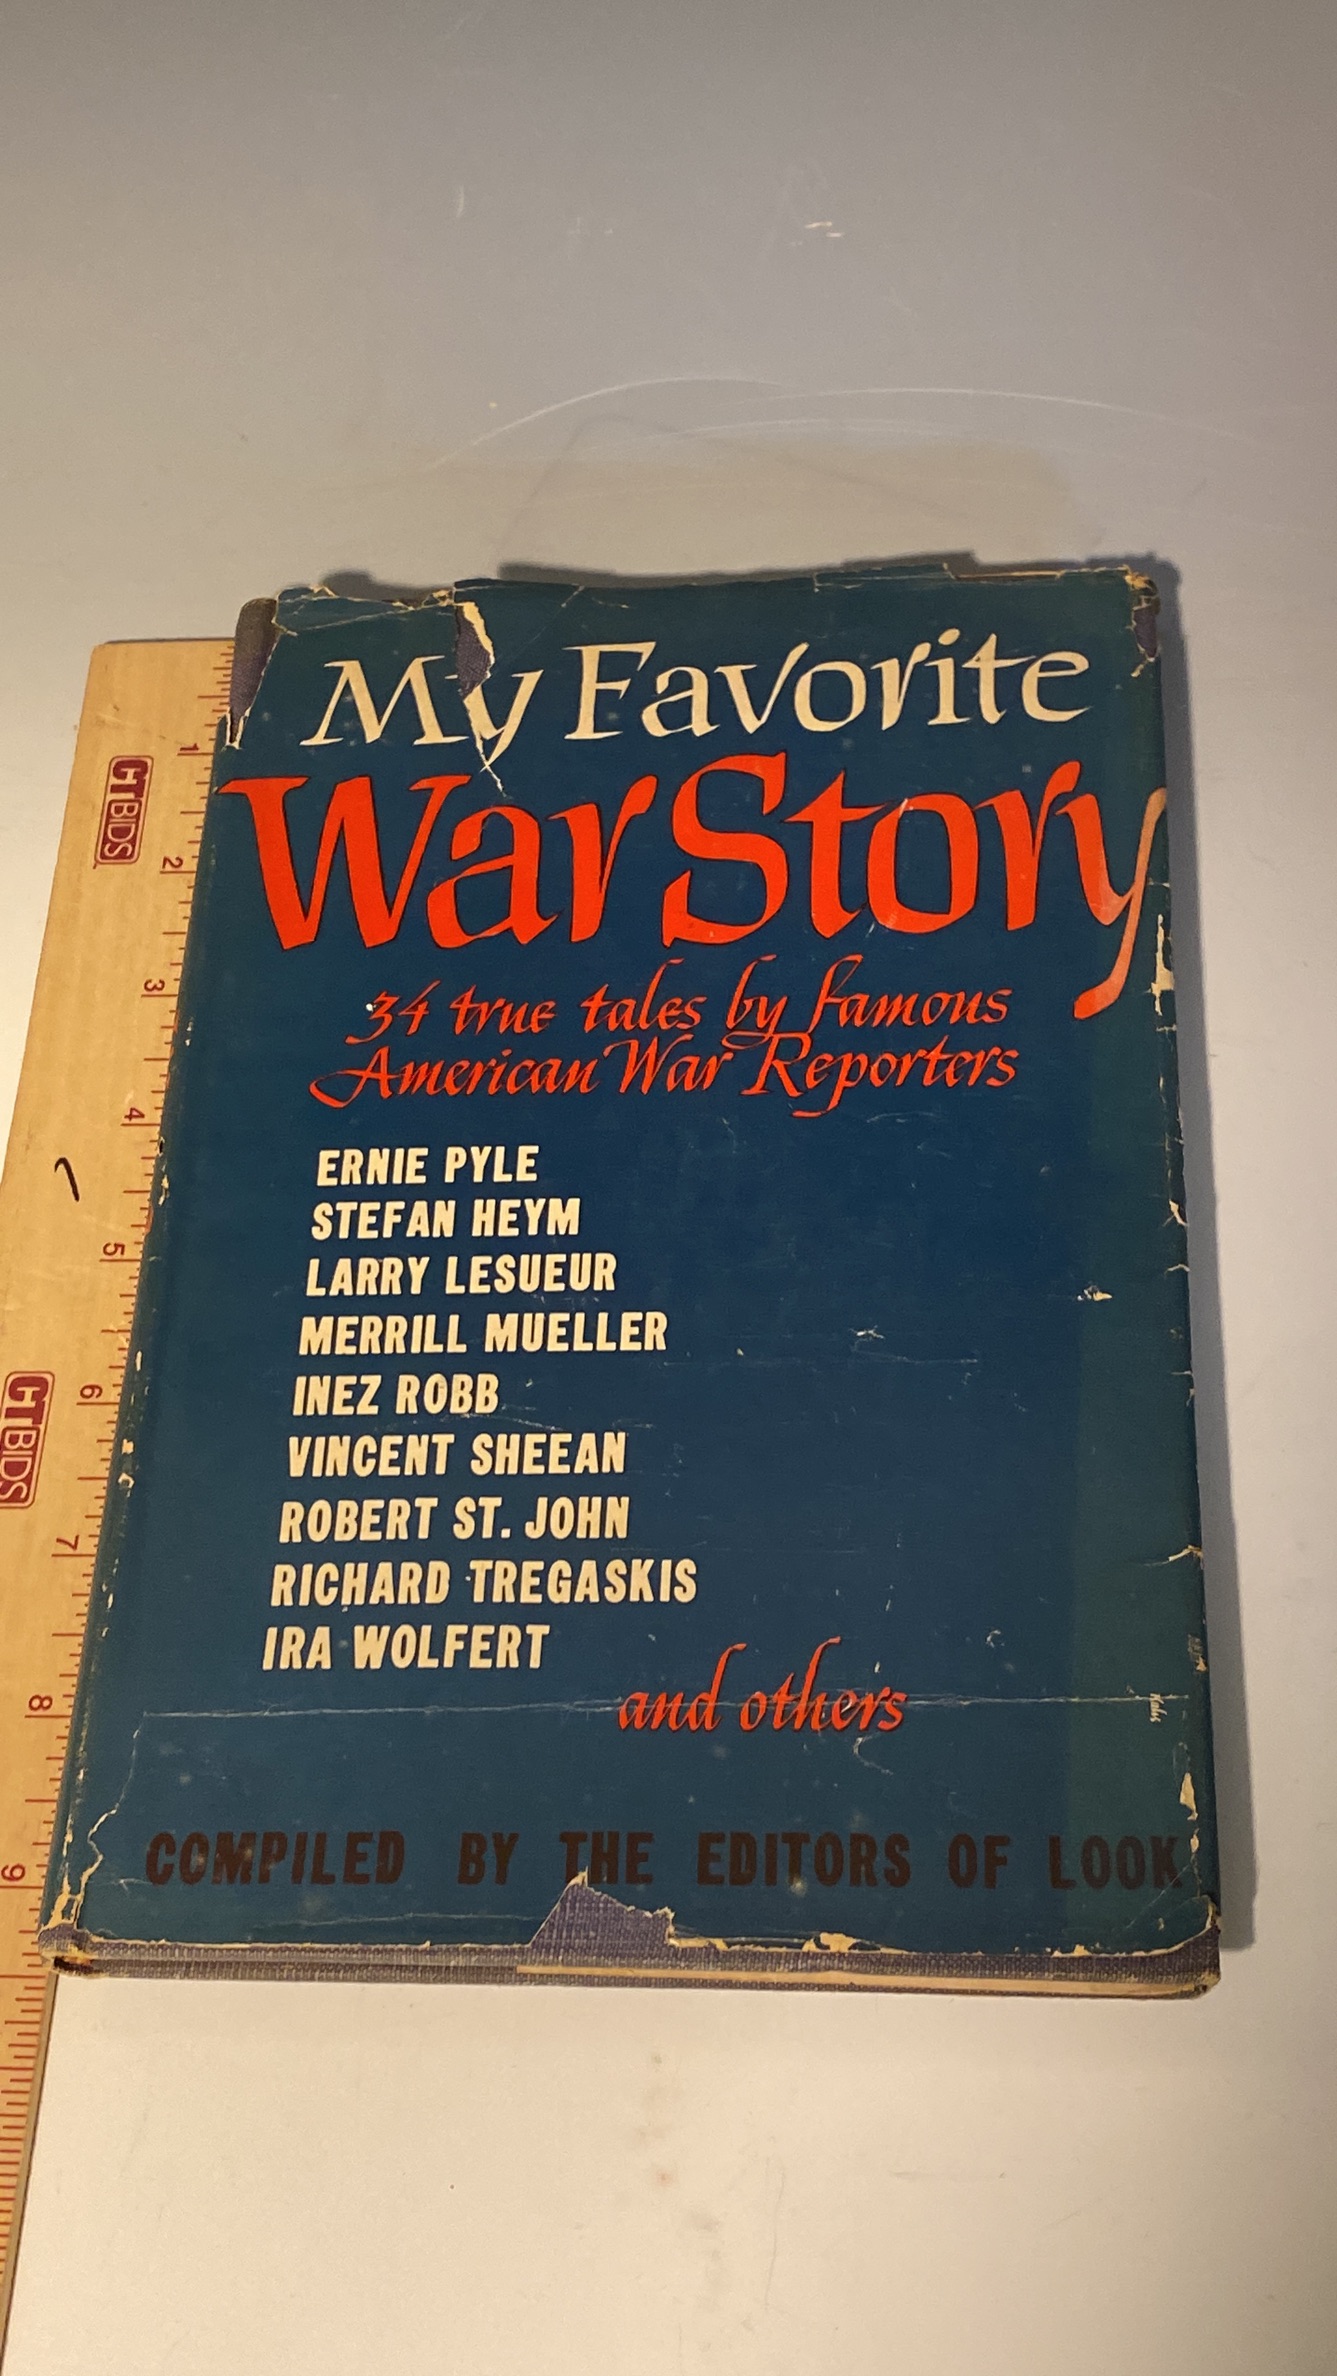 My Favorite
War Story
34 true tales by famous
American War Reporters
ERNIE PYLE
STEFAN HEYM
LARRY LESUEUR
MERRILL MUELLER
INEZ ROBB
VINCENT SHEEAN
ROBERT ST. JOHN
RICHARD TREGASKIS
IRA WOLFERT
and others
COMPILED BY THE EDITORS OF LOOK
1
CTBIDS
2
3
4
5
6
CTBIDS
7
8
9